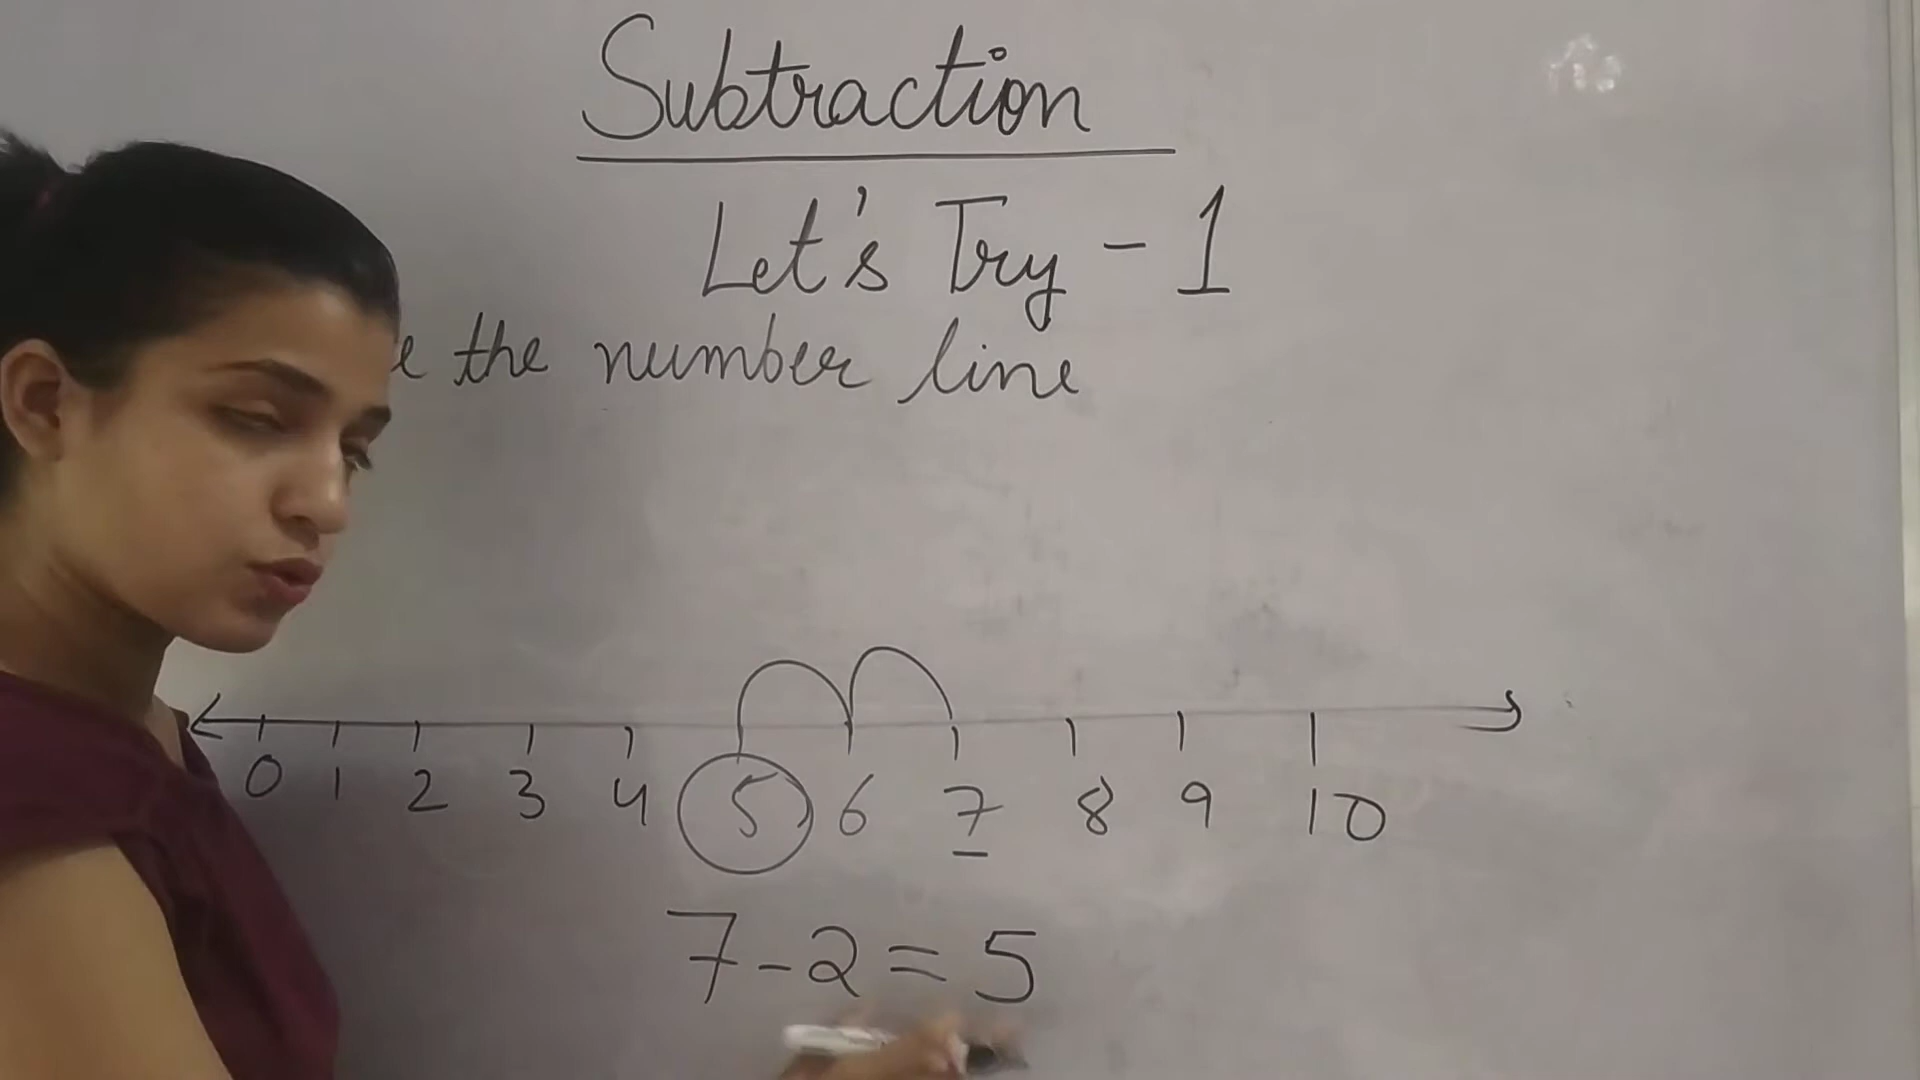 Subtraction
Let's Try - 1
the number line
0 1 2 3 4 5 6 7 8 9 10
7 - 2 = 5